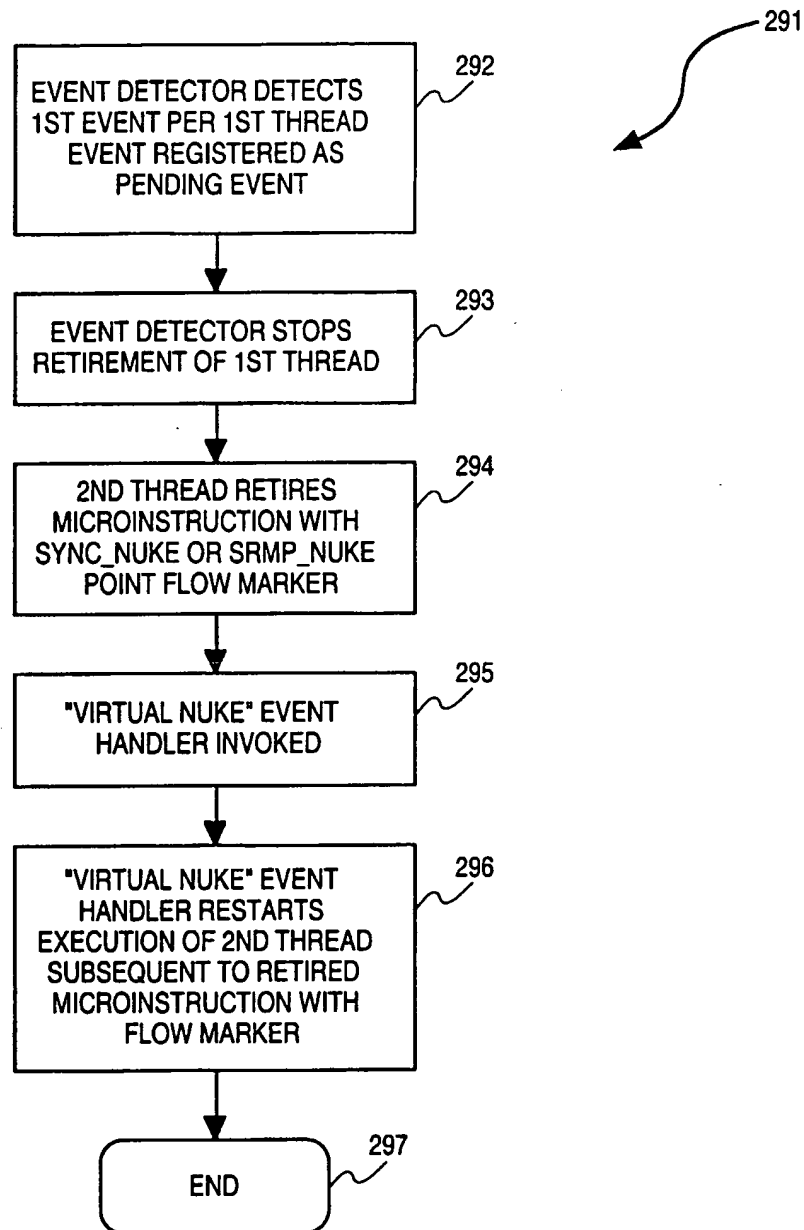 291
292
EVENT DETECTOR DETECTS
1ST EVENT PER 1ST THREAD
EVENT REGISTERED AS
PENDING EVENT
293
EVENT DETECTOR STOPS
RETIREMENT OF 1ST THREAD
294
2ND THREAD RETIRES
MICROINSTRUCTION WITH
SYNC_NUKE OR SRMP_NUKE
POINT FLOW MARKER
295
"VIRTUAL NUKE" EVENT
HANDLER INVOKED
296
"VIRTUAL NUKE" EVENT
HANDLER RESTARTS
EXECUTION OF 2ND THREAD
SUBSEQUENT TO RETIRED
MICROINSTRUCTION WITH
FLOW MARKER
297
END